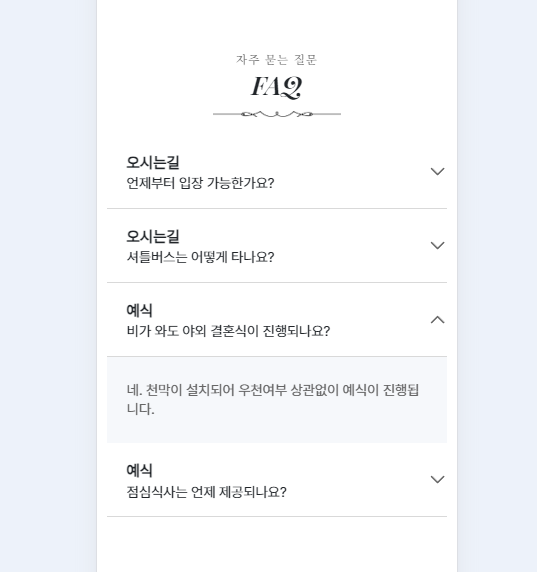 자주 묻는 질문
FAQ
오시는길
언제부터 입장 가능한가요?
오시는길
셔틀버스는 어떻게 타나요?
예식
비가 와도 야외 결혼식이 진행되나요?
네. 천막이 설치되어 우천여부 상관없이 예식이 진행됩
니다.
예식
점심식사는 언제 제공되나요?